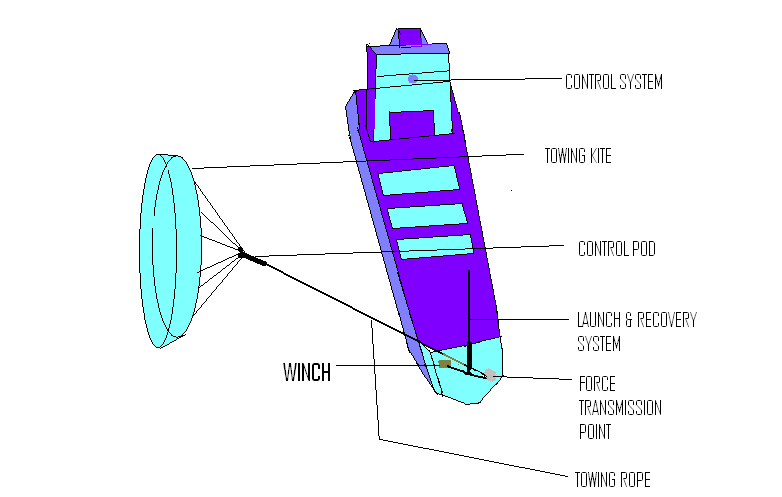 CONTROL SYSTEM
TOWING KITE
CONTROL POD
LAUNCH & RECOVERY
SYSTEM
WINCH
FORCE
TRANSMISSION
POINT
TOWING ROPE